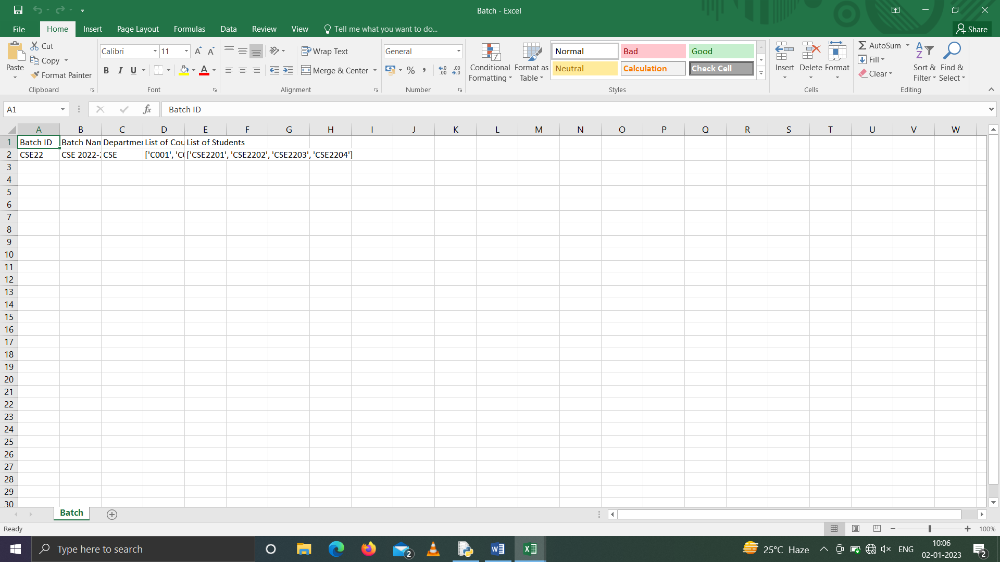 Batch - Excel
File Home Insert Page Layout Formulas Data Review View Tell me what you want to do... Share
Paste Cut Copy Format Painter Clipboard
Calibri 11 A A B I U A Font
Wrap Text Merge & Center Alignment
General % , Number
Conditional Formatting Format as Table
Normal Bad Good
Neutral Calculation Check Cell
Styles
Insert Delete Format Cells
AutoSum Fill Clear Sort & Filter Find & Select Editing
A1 fx Batch ID
A B C D E F G H I J K L M N O P Q R S T U V W
1 Batch ID Batch Nam Departmen List of Cou List of Students
2 CSE22 CSE 2022- CSE ['C001', 'C ['CSE2201', 'CSE2202', 'CSE2203', 'CSE2204']
3
4
5
6
7
8
9
10
11
12
13
14
15
16
17
18
19
20
21
22
23
24
25
26
27
28
29
30
Batch
Ready 100%
Type here to search 2 25°C Haze ENG 10:06 2
02-01-2023